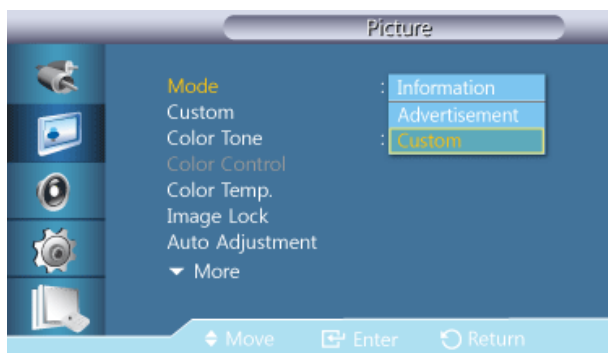 Picture
Mode : Information
Custom Advertisement
Color Tone : Custom
Color Control
Color Temp.
Image Lock
Auto Adjustment
More
Move Enter Return